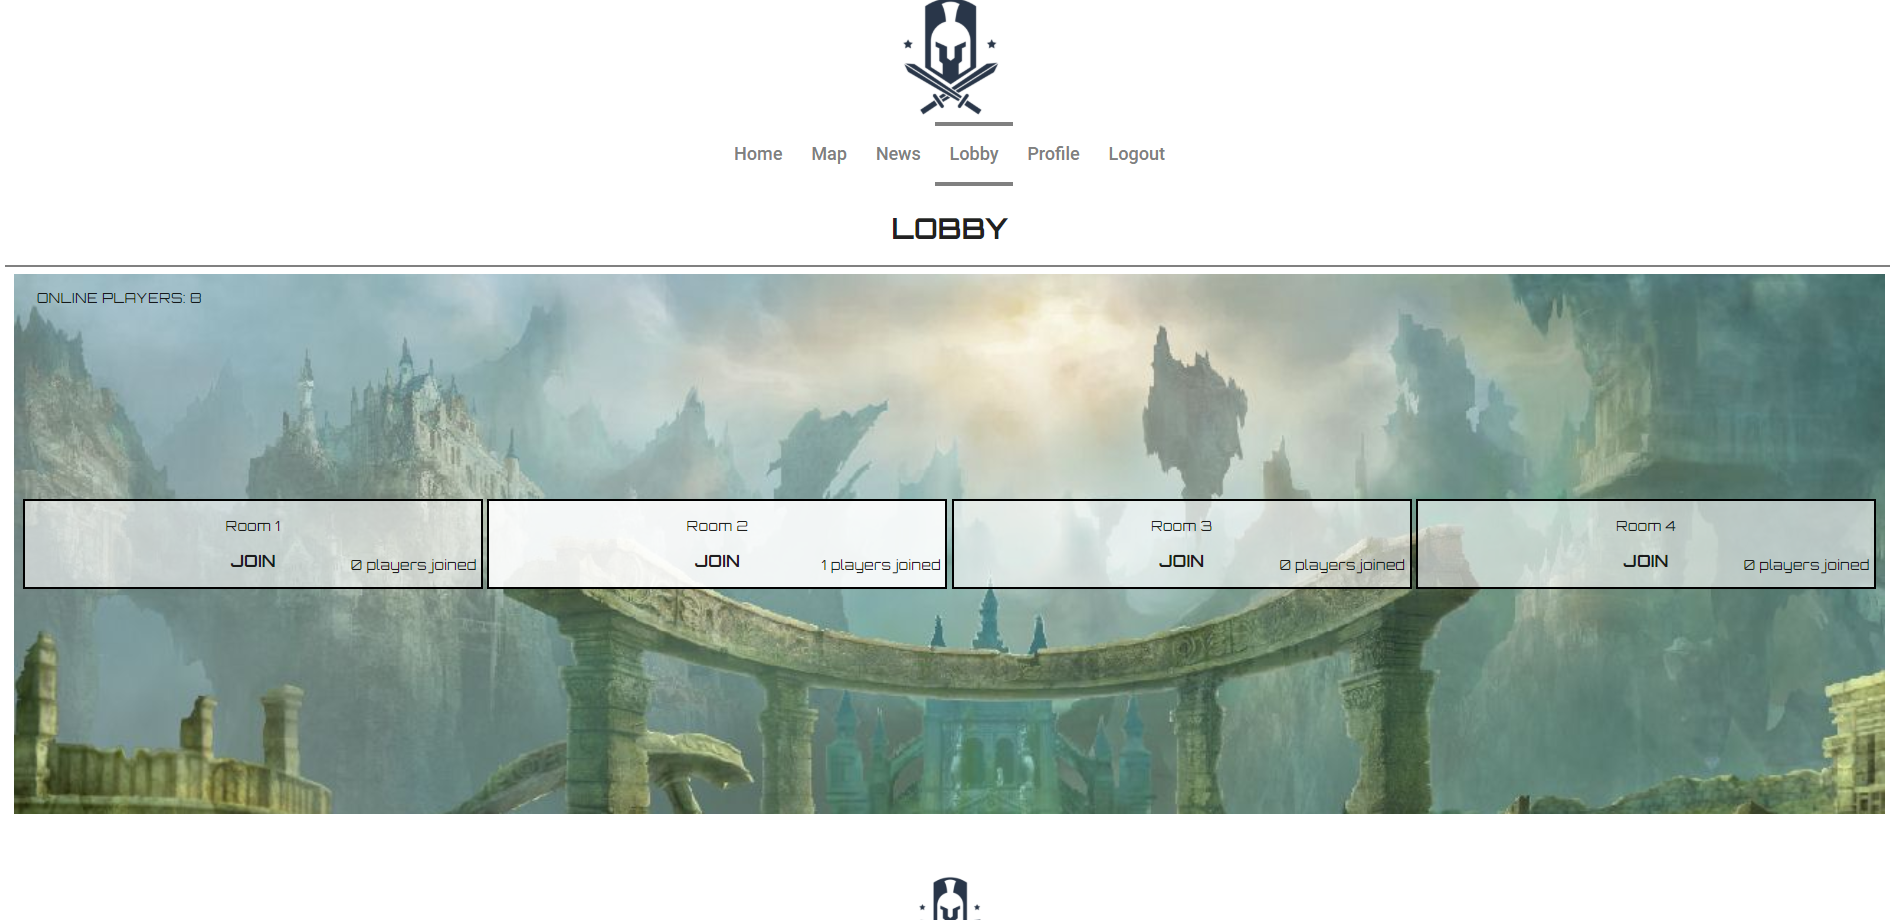 Home Map News Lobby Profile Logout
LOBBY
ONLINE PLAYERS: 8
Room 1
JOIN
0 players joined
Room 2
JOIN
1 players joined
Room 3
JOIN
0 players joined
Room 4
JOIN
0 players joined